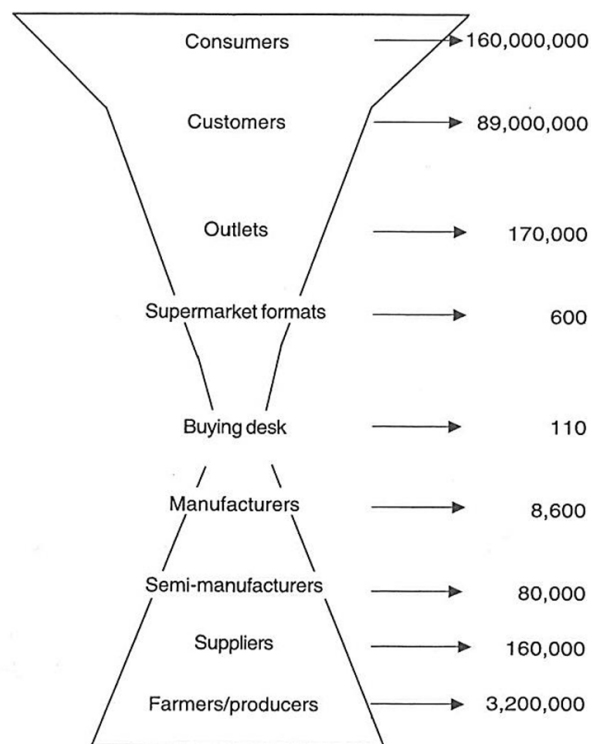 Consumers 160,000,000
Customers 89,000,000
Outlets 170,000
Supermarket formats 600
Buying desk 110
Manufacturers 8,600
Semi-manufacturers 80,000
Suppliers 160,000
Farmers/producers 3,200,000